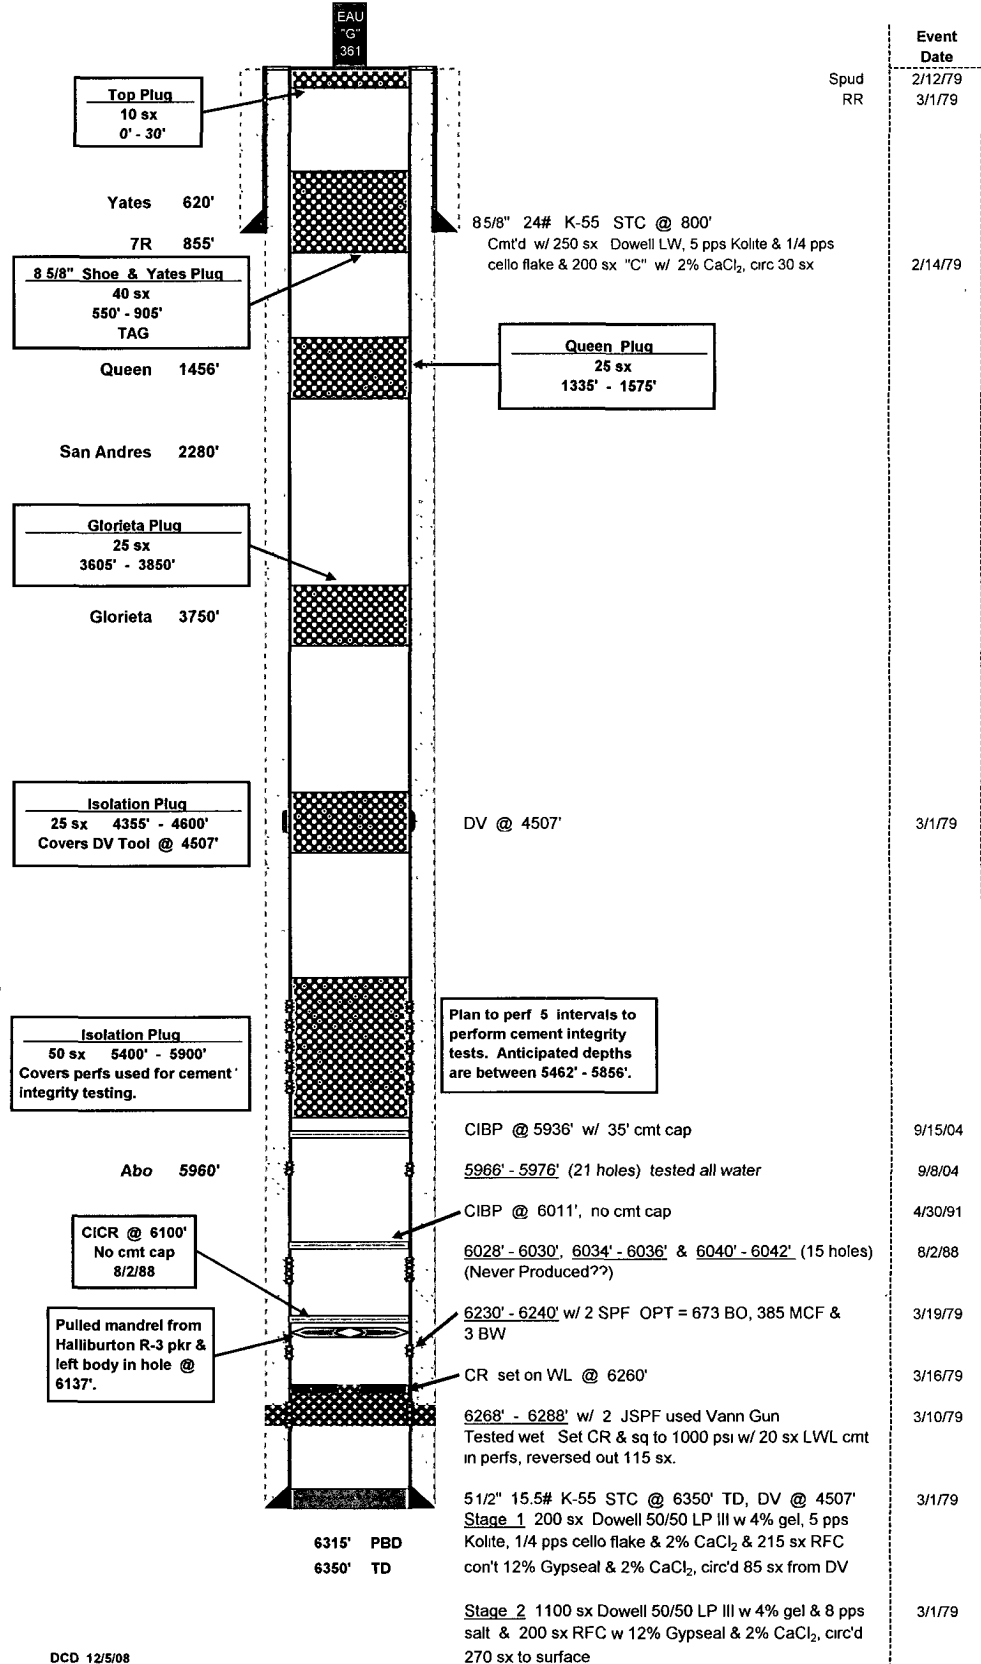 EAU
"G"
361
Event
Date
Spud 2/12/79
RR 3/1/79
Top Plug
10 sx
0' - 30'
Yates 620'
7R 855'
8 5/8" 24# K-55 STC @ 800'
Cmt'd w/ 250 sx Dowell LW, 5 pps Kolite & 1/4 pps
cello flake & 200 sx "C" w/ 2% CaCl₂, circ 30 sx 2/14/79
8 5/8" Shoe & Yates Plug
40 sx
550' - 905'
TAG
Queen Plug
25 sx
1335' - 1575'
Queen 1456'
San Andres 2280'
Glorieta Plug
25 sx
3605' - 3850'
Glorieta 3750'
Isolation Plug
25 sx 4355' - 4600'
Covers DV Tool @ 4507'
DV @ 4507' 3/1/79
Plan to perf 5 intervals to
perform cement integrity
tests. Anticipated depths
are between 5462' - 5856'.
Isolation Plug
50 sx 5400' - 5900'
Covers perfs used for cement
integrity testing.
CIBP @ 5936' w/ 35' cmt cap 9/15/04
Abo 5960'
5966' - 5976' (21 holes) tested all water 9/8/04
CIBP @ 6011', no cmt cap 4/30/91
CICR @ 6100'
No cmt cap
8/2/88
6028' - 6030', 6034' - 6036' & 6040' - 6042' (15 holes) 8/2/88
(Never Produced??)
Pulled mandrel from
Halliburton R-3 pkr &
left body in hole @
6137'.
6230' - 6240' w/ 2 SPF OPT = 673 BO, 385 MCF & 3/19/79
3 BW
CR set on WL @ 6260' 3/16/79
6268' - 6288' w/ 2 JSPF used Vann Gun 3/10/79
Tested wet Set CR & sq to 1000 psi w/ 20 sx LWL cmt
in perfs, reversed out 115 sx.
5 1/2" 15.5# K-55 STC @ 6350' TD, DV @ 4507' 3/1/79
Stage 1 200 sx Dowell 50/50 LP III w 4% gel, 5 pps
Kolite, 1/4 pps cello flake & 2% CaCl₂ & 215 sx RFC
con't 12% Gypseal & 2% CaCl₂, circ'd 85 sx from DV
6315' PBD
6350' TD
Stage 2 1100 sx Dowell 50/50 LP III w 4% gel & 8 pps 3/1/79
salt & 200 sx RFC w 12% Gypseal & 2% CaCl₂, circ'd
270 sx to surface
DCD 12/5/08